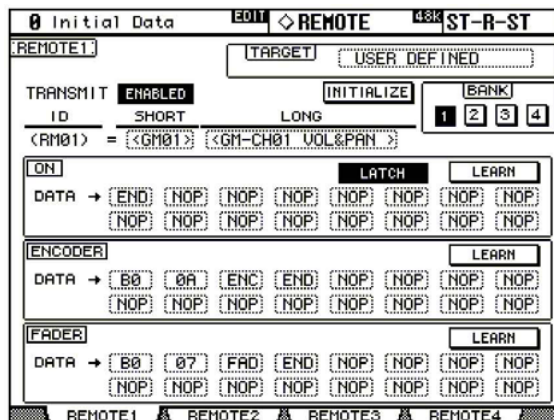 0 Initial Data EDIT ◇REMOTE 48K ST-R-ST
REMOTE1
TARGET USER DEFINED
TRANSMIT ENABLED INITIALIZE BANK
ID SHORT LONG 1 2 3 4
(RM01) = <GM01> <GM-CH01 VOL&PAN >
ON LATCH LEARN
DATA → END NOP NOP NOP NOP NOP NOP NOP
NOP NOP NOP NOP NOP NOP NOP NOP
ENCODER LEARN
DATA → B0 0A ENC END NOP NOP NOP NOP
NOP NOP NOP NOP NOP NOP NOP NOP
FADER LEARN
DATA → B0 07 FAD END NOP NOP NOP NOP
NOP NOP NOP NOP NOP NOP NOP NOP
REMOTE1 REMOTE2 REMOTE3 REMOTE4